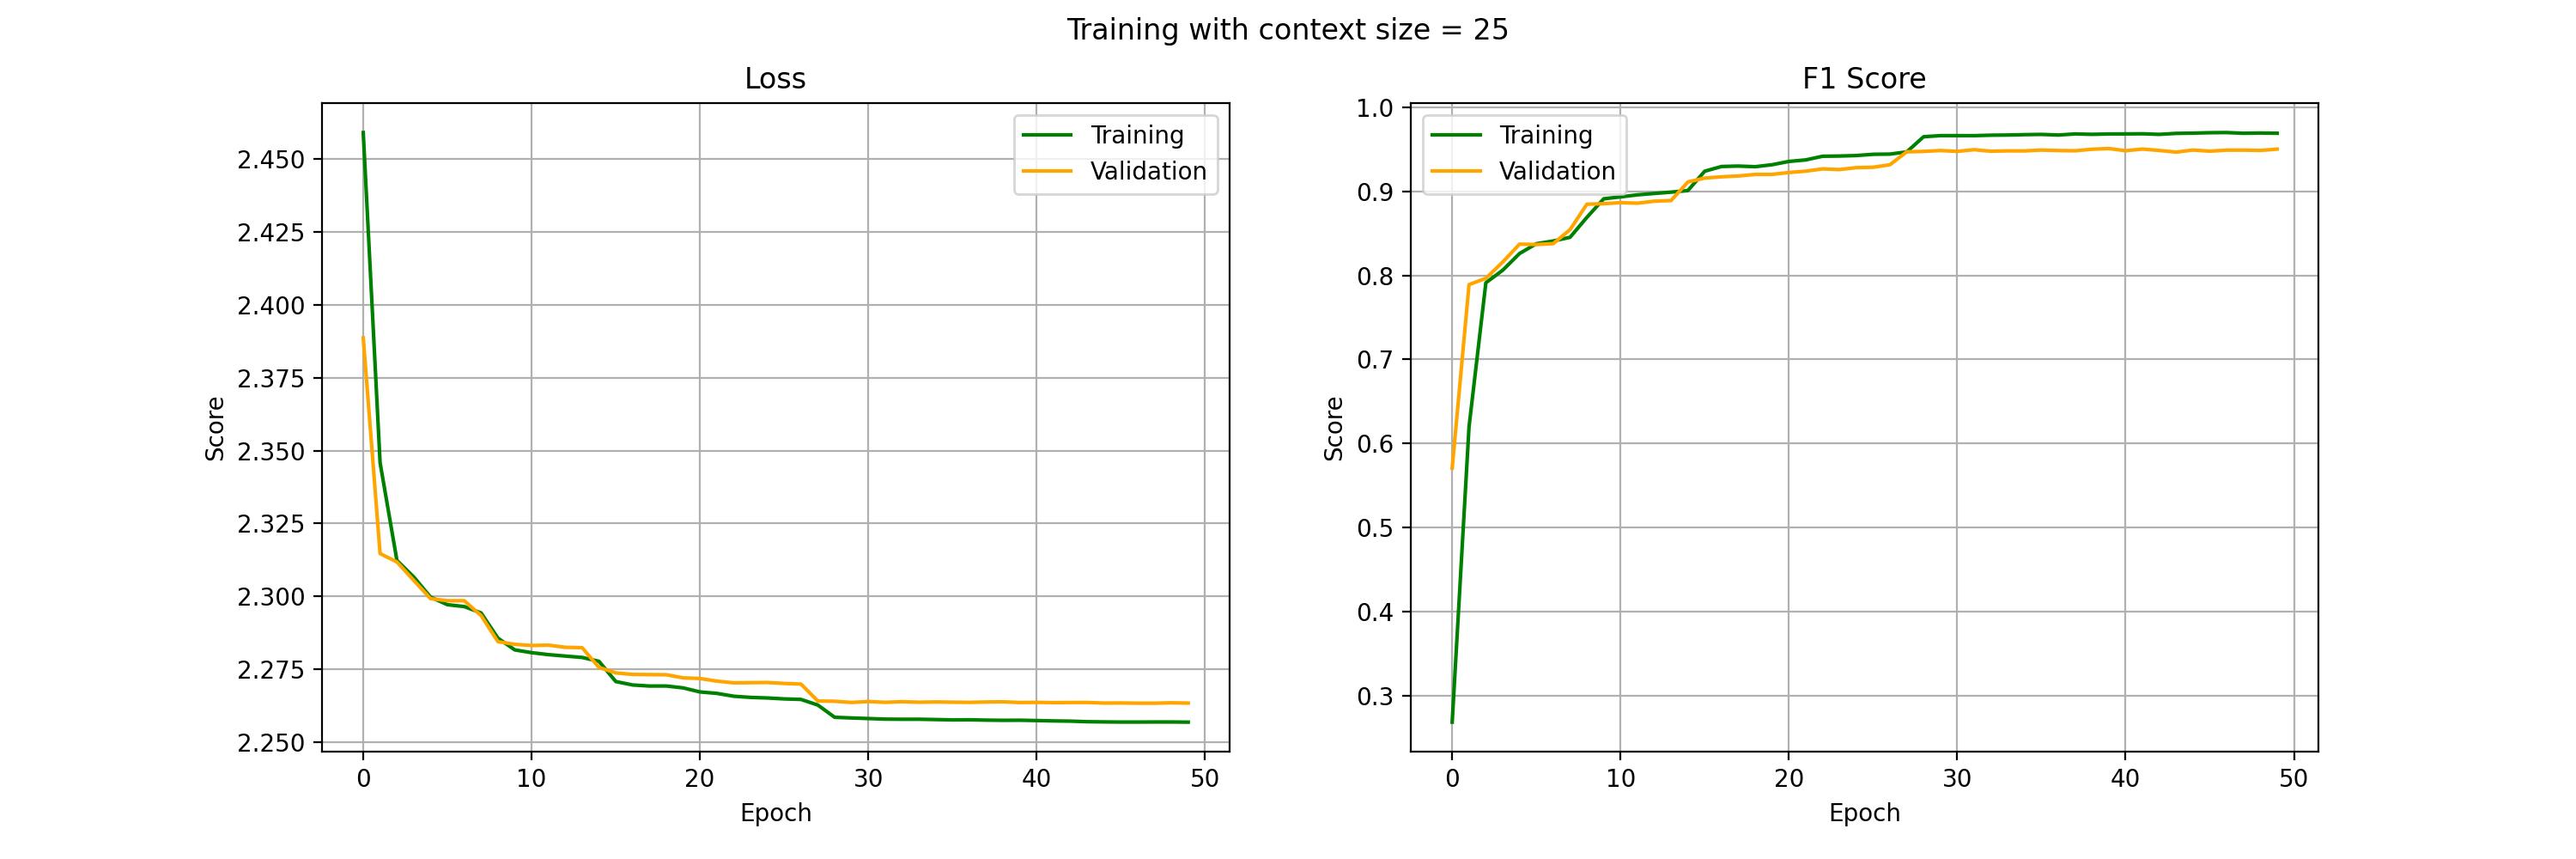 Training with context size = 25
Loss
Training
Validation
2.450
2.425
2.400
2.375
2.350
2.325
2.300
2.275
2.250
Score
0 10 20 30 40 50
Epoch
F1 Score
Training
Validation
1.0
0.9
0.8
0.7
0.6
0.5
0.4
0.3
Score
0 10 20 30 40 50
Epoch